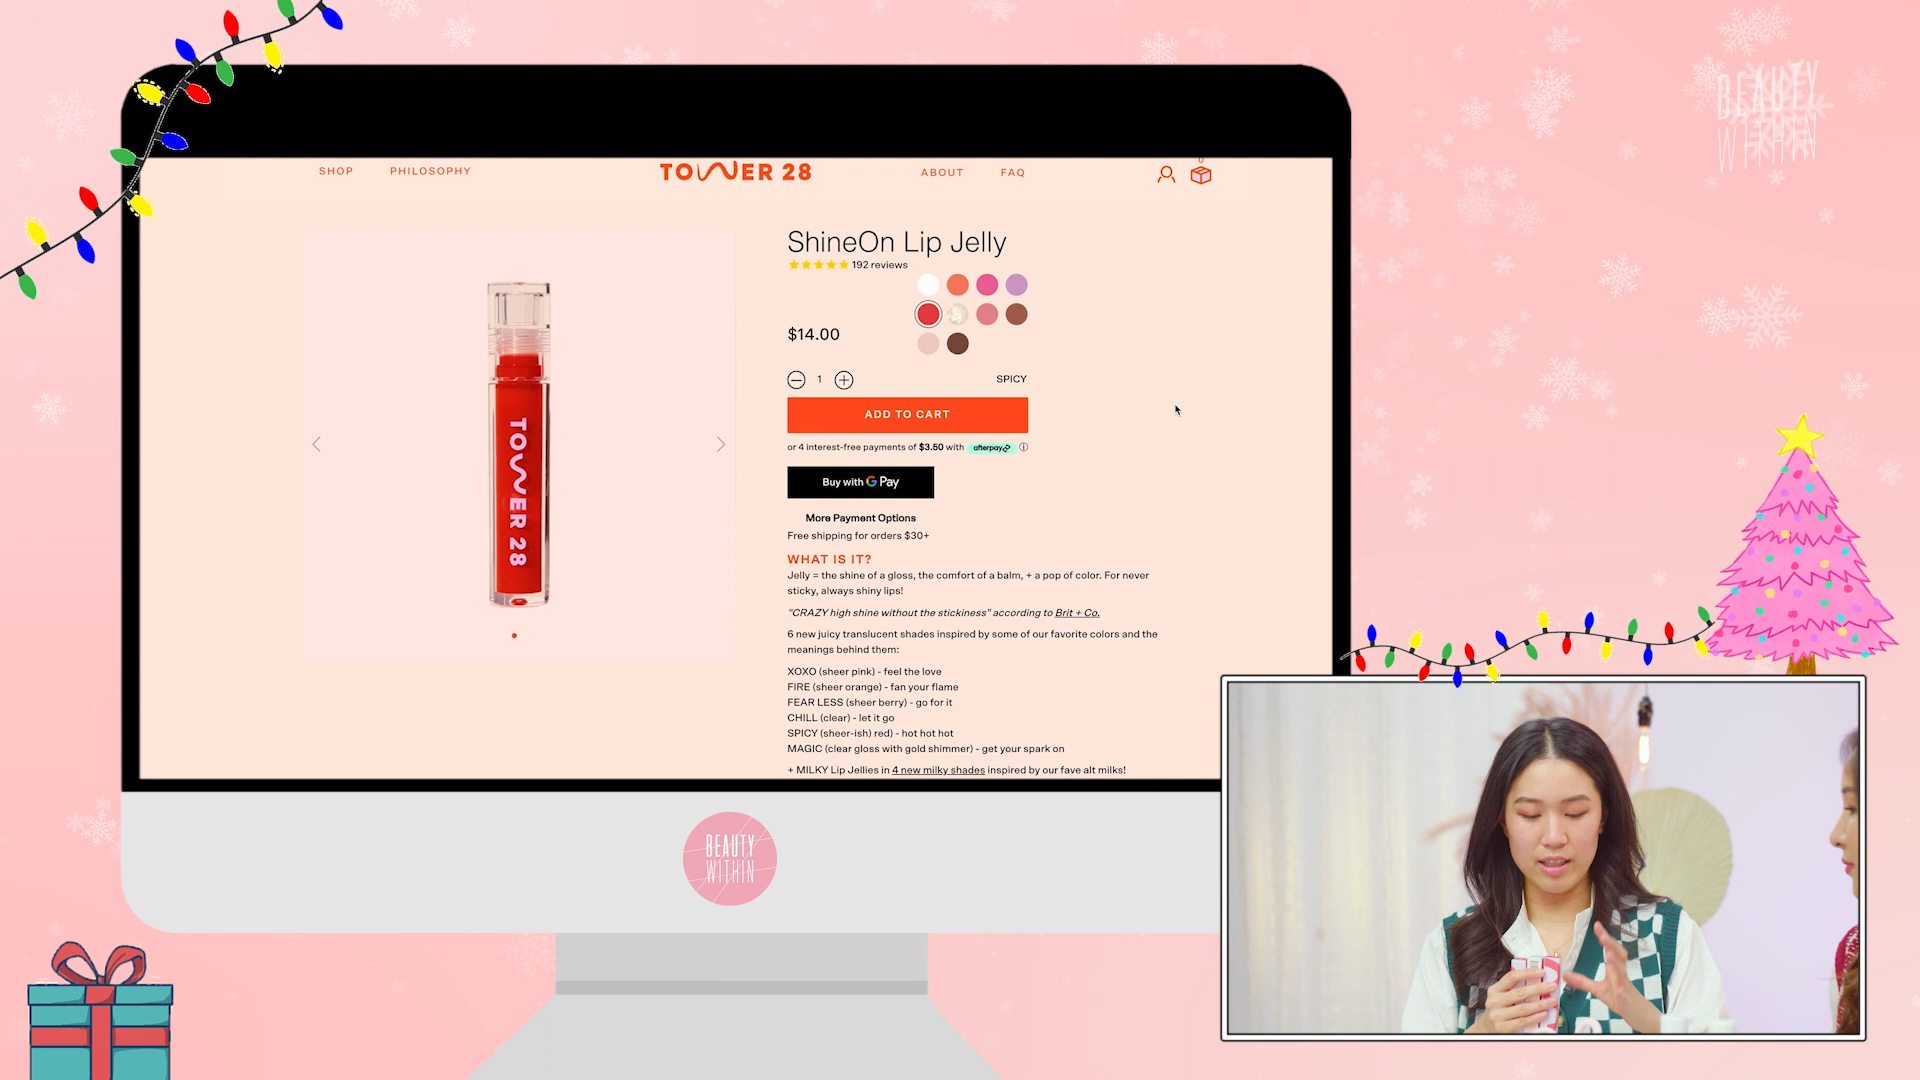 BEAUTY
WITHIN
SHOP PHILOSOPHY TOWER 28 ABOUT FAQ
0
ShineOn Lip Jelly
192 reviews
$14.00
1 SPICY
ADD TO CART
or 4 interest-free payments of $3.50 with afterpay
Buy with G Pay
More Payment Options
Free shipping for orders $30+
WHAT IS IT?
Jelly = the shine of a gloss, the comfort of a balm, + a pop of color. For never
sticky, always shiny lips!
"CRAZY high shine without the stickiness" according to Brit + Co.
6 new juicy translucent shades inspired by some of our favorite colors and the
meanings behind them:
XOXO (sheer pink) - feel the love
FIRE (sheer orange) - fan your flame
FEAR LESS (sheer berry) - go for it
CHILL (clear) - let it go
SPICY (sheer-ish) red) - hot hot hot
MAGIC (clear gloss with gold shimmer) - get your spark on
+ MILKY Lip Jellies in 4 new milky shades inspired by our fave alt milks!
TOWER 28
BEAUTY
WITHIN